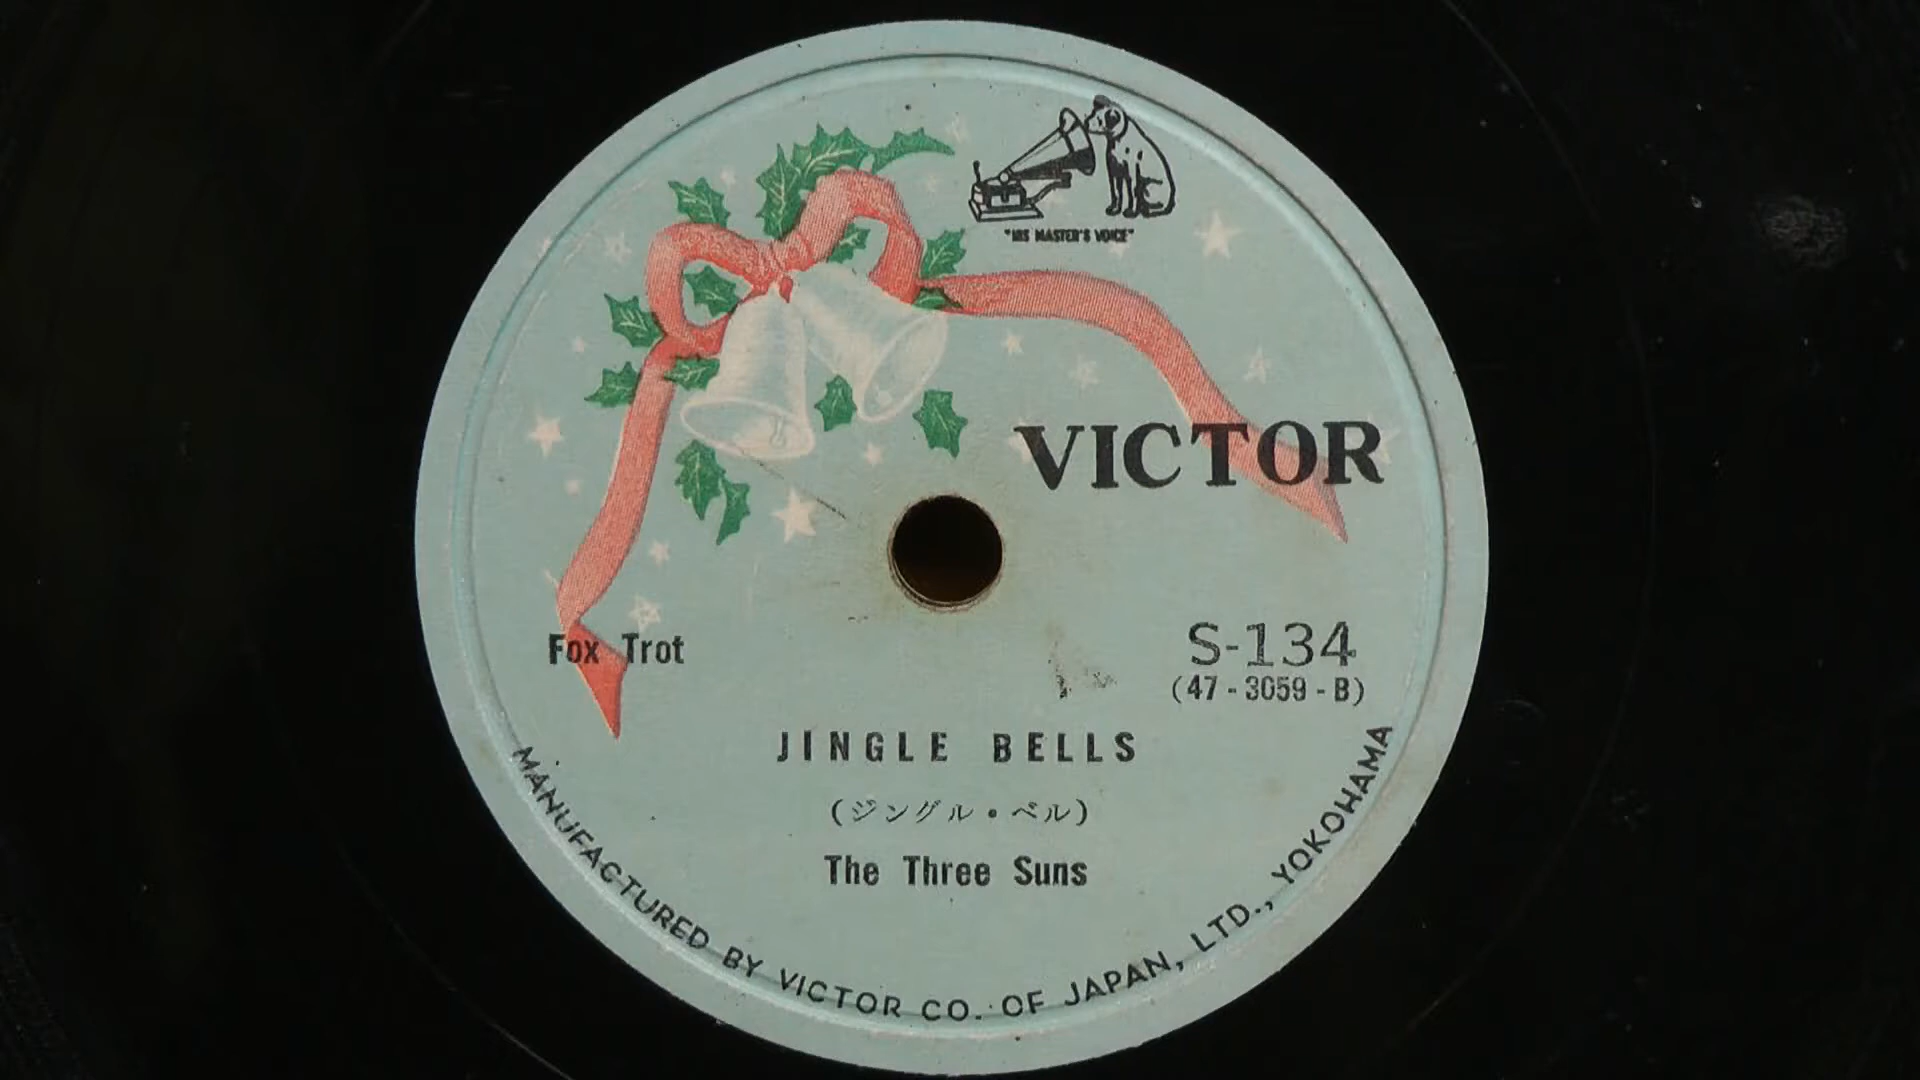 "HIS MASTER'S VOICE"
VICTOR
Fox Trot
S-134
(47-3059-B)
JINGLE BELLS
(ジングル・ベル)
The Three Suns
MANUFACTURED BY VICTOR CO. OF JAPAN, LTD., YOKOHAMA